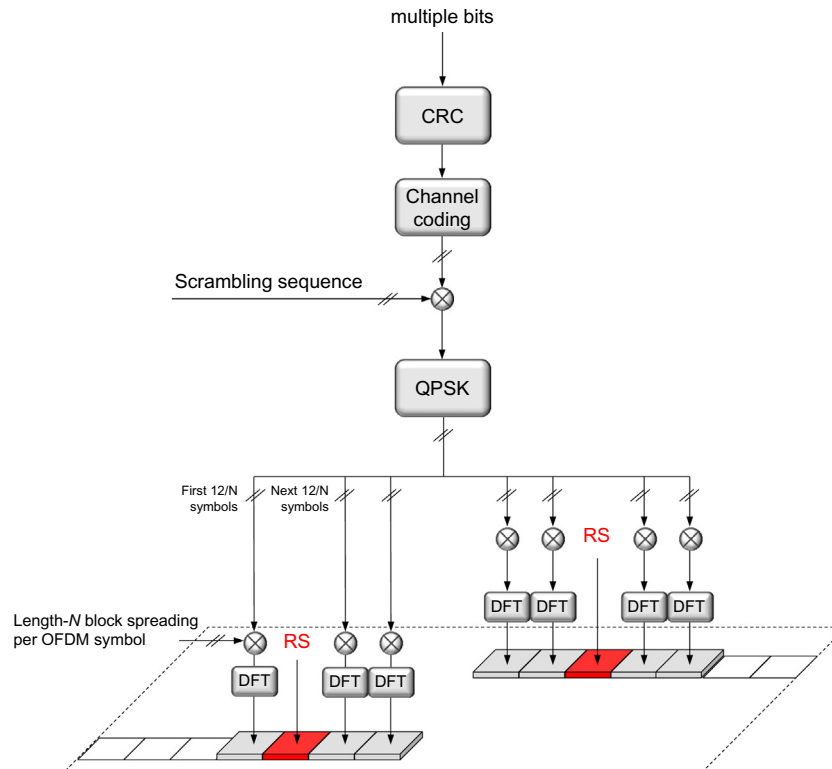 multiple bits
CRC
Channel
coding
Scrambling sequence
QPSK
First 12/N
symbols
Next 12/N
symbols
RS
DFT
DFT
DFT
DFT
Length-N block spreading
per OFDM symbol
RS
DFT
DFT
DFT